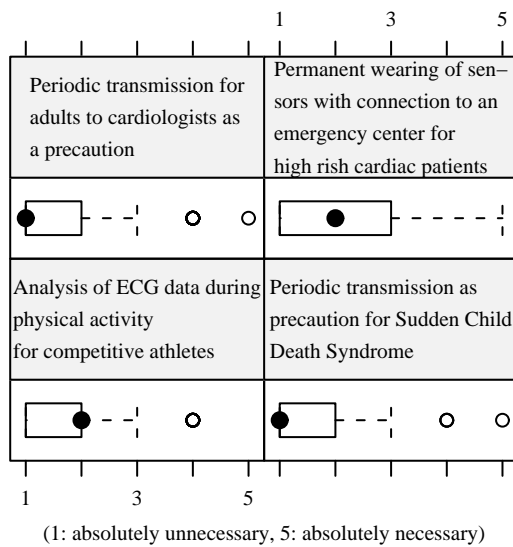 1 3 5
Periodic transmission for
adults to cardiologists as
a precaution
Permanent wearing of sen–
sors with connection to an
emergency center for
high rish cardiac patients
Analysis of ECG data during
physical activity
for competitive athletes
Periodic transmission as
precaution for Sudden Child
Death Syndrome
1 3 5
(1: absolutely unnecessary, 5: absolutely necessary)